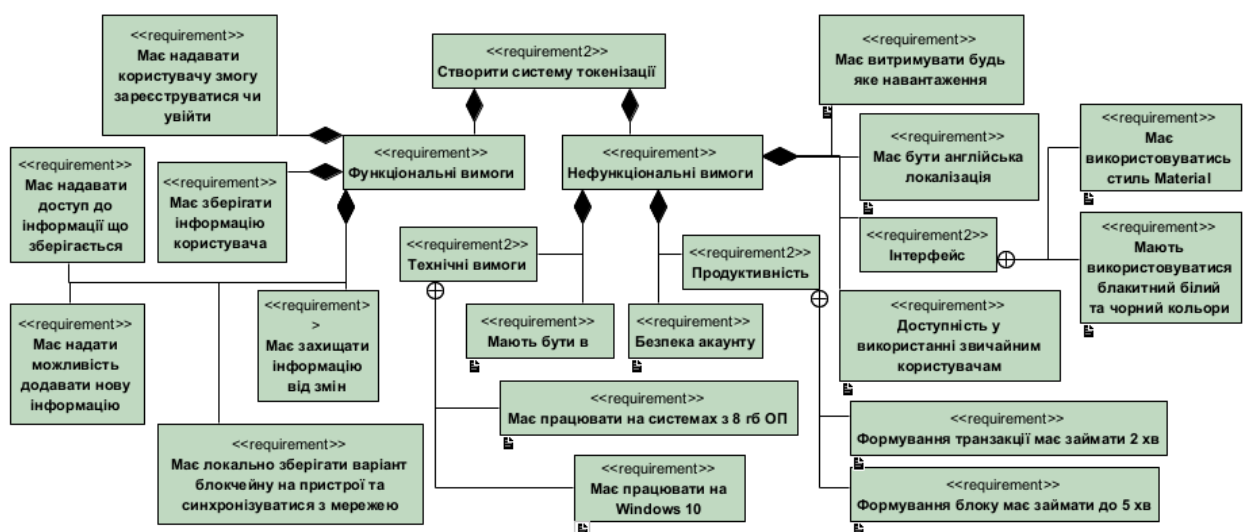 <<requirement>>
Має надавати
користувачу змогу
зареєструватися чи
увійти
<<requirement2>>
Створити систему токенізації
<<requirement>>
Має витримувати будь
яке навантаження
<<requirement>>
Має бути англійська
локалізація
<<requirement>>
Має
використовуватись
стиль Material
<<requirement>>
Функціональні вимоги
<<requirement>>
Нефункціональні вимоги
<<requirement>>
Має надавати
доступ до
інформації що
зберігається
<<requirement>>
Має зберігати
інформацію
користувача
<<requirement2>>
Технічні вимоги
<<requirement2>>
Продуктивність
<<requirement2>>
Інтерфейс
<<requirement>>
Мають
використовуватися
блакитний білий
та чорний кольори
<<requirement>>
Має надати
можливість
додавати нову
інформацію
<<requirement>
>
Має захищати
інформацію
від змін
<<requirement>>
Мають бути в
<<requirement>>
Безпека акаунту
<<requirement>>
Доступність у
використанні звичайним
користувачам
<<requirement>>
Має працювати на системах з 8 гб ОП
<<requirement>>
Формування транзакції має займати 2 хв
<<requirement>>
Має локально зберігати варіант
блокчейну на пристрої та
синхронізуватися з мережею
<<requirement>>
Має працювати на
Windows 10
<<requirement>>
Формування блоку має займати до 5 хв